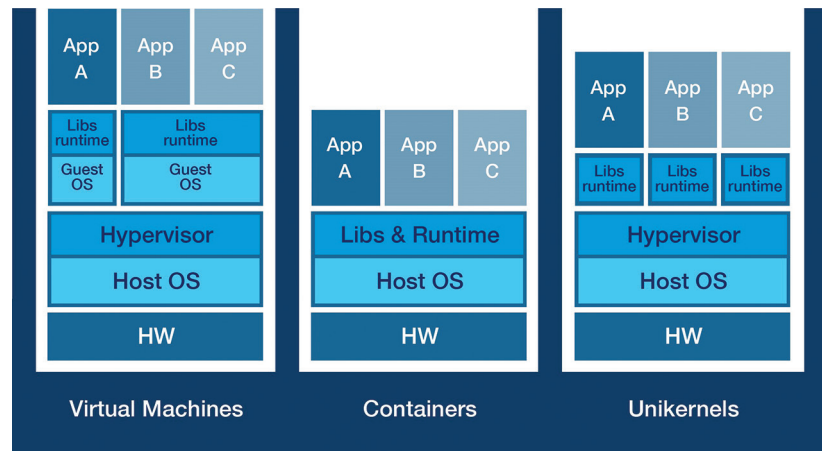 App
A
App
B
App
C
Libs
runtime
Libs
runtime
Guest
OS
Guest
OS
Hypervisor
Host OS
HW
Virtual Machines
App
A
App
B
App
C
Libs & Runtime
Host OS
HW
Containers
App
A
App
B
App
C
Libs
runtime
Libs
runtime
Libs
runtime
Hypervisor
Host OS
HW
Unikernels